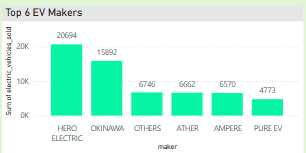 Top 6 EV Makers
Sum of electric_vehicles_sold
20K
10K
0K
20694
15892
6746
6662
6570
4773
HERO ELECTRIC
OKINAWA
OTHERS
ATHER
AMPERE
PURE EV
maker